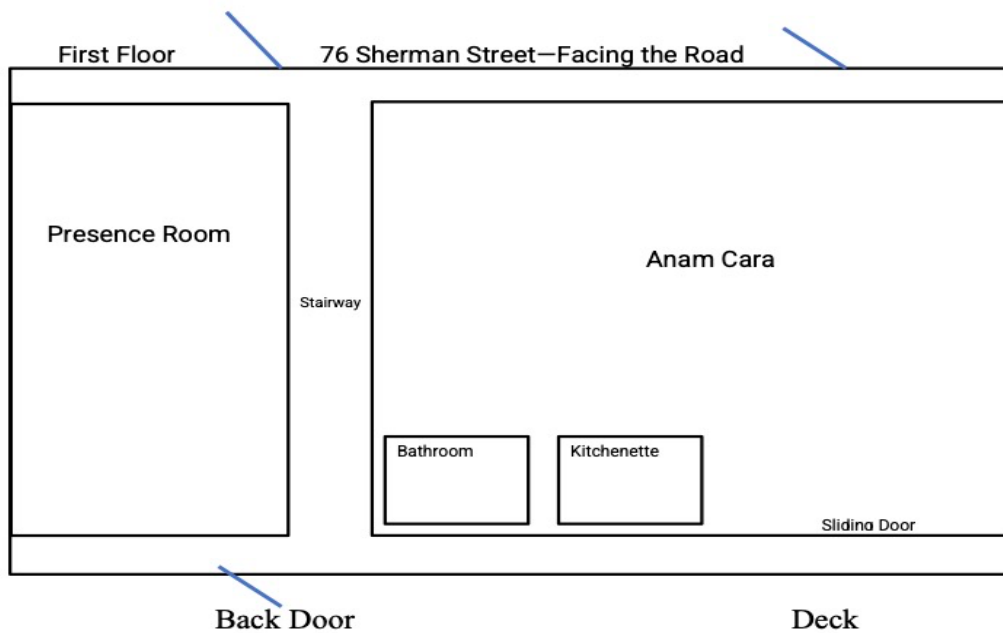 First Floor
76 Sherman Street—Facing the Road
Presence Room
Anam Cara
Stairway
Bathroom
Kitchenette
Sliding Door
Back Door
Deck